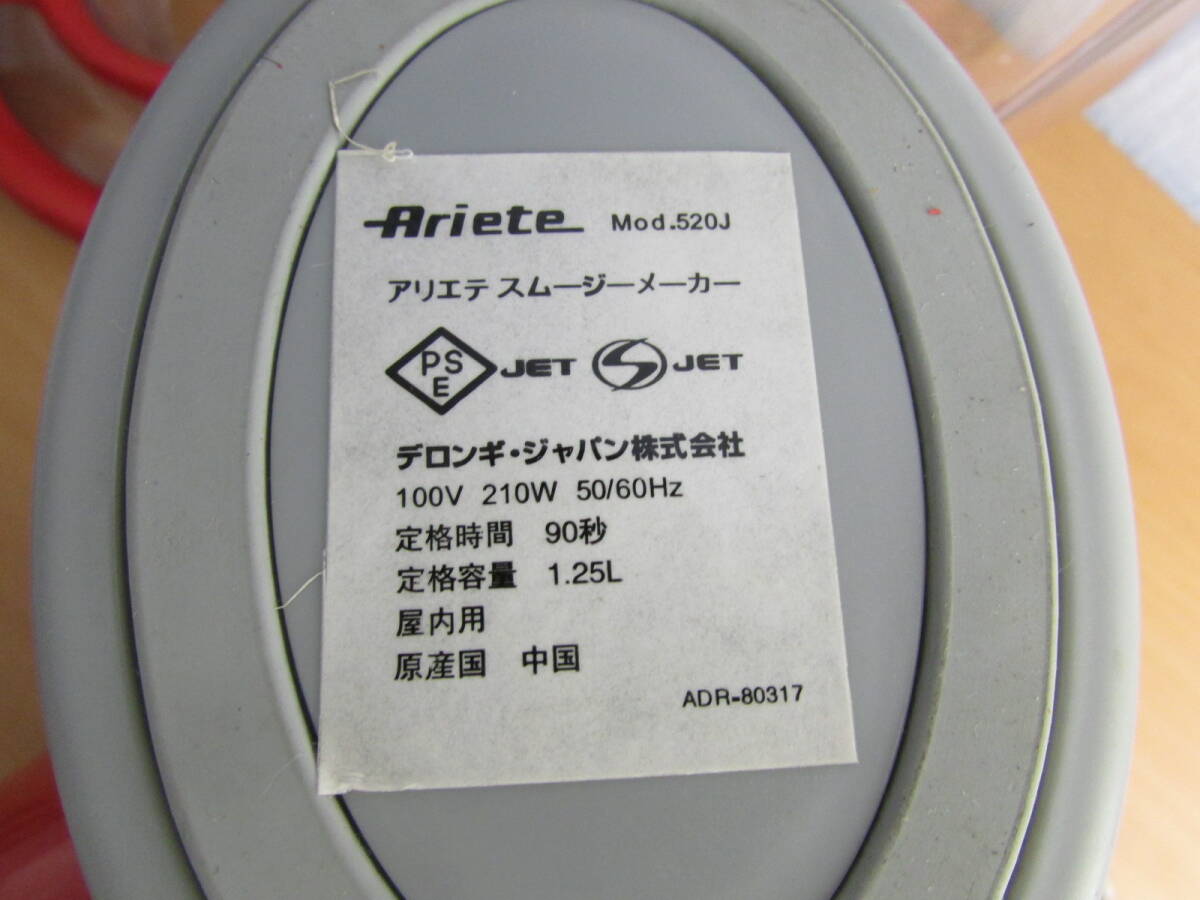 Ariete Mod.520J
アリエテ スムージーメーカー
PS E JET S JET
デロンギ・ジャパン株式会社
100V 210W 50/60Hz
定格時間 90秒
定格容量 1.25L
屋内用
原産国 中国
ADR-80317